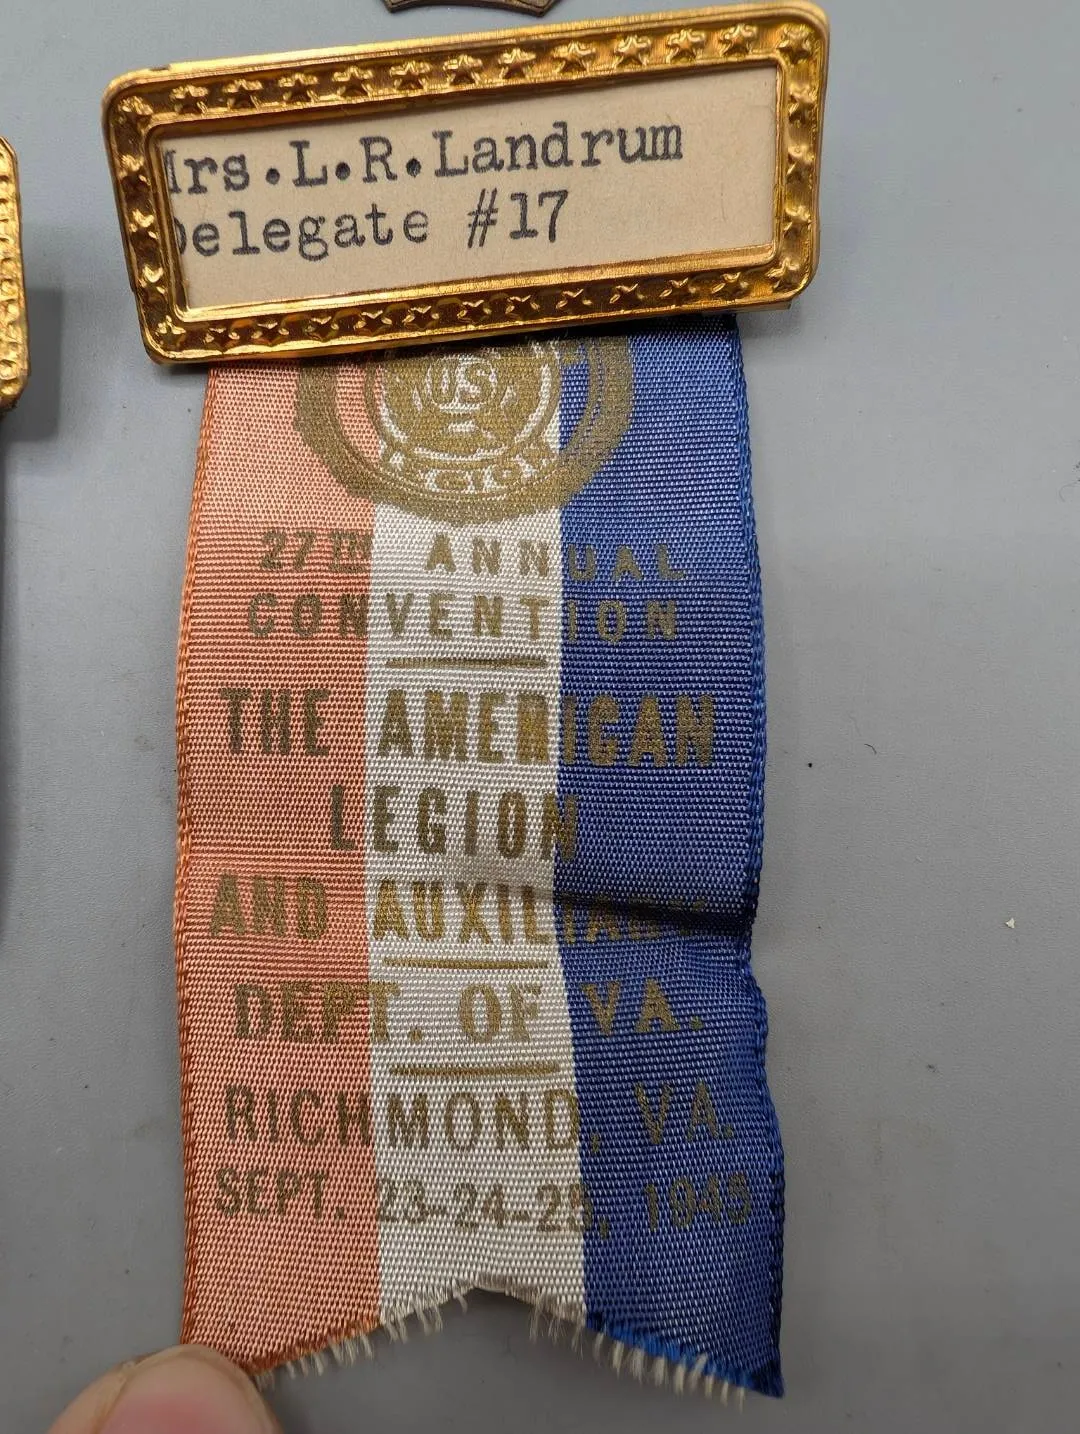 Mrs.L.R.Landrum
Delegate #17
US
27TH ANNUAL
CONVENTION
THE AMERICAN
LEGION
AND AUXILIARY
DEPT. OF VA.
RICHMOND, VA.
SEPT. 23-24-25, 1945